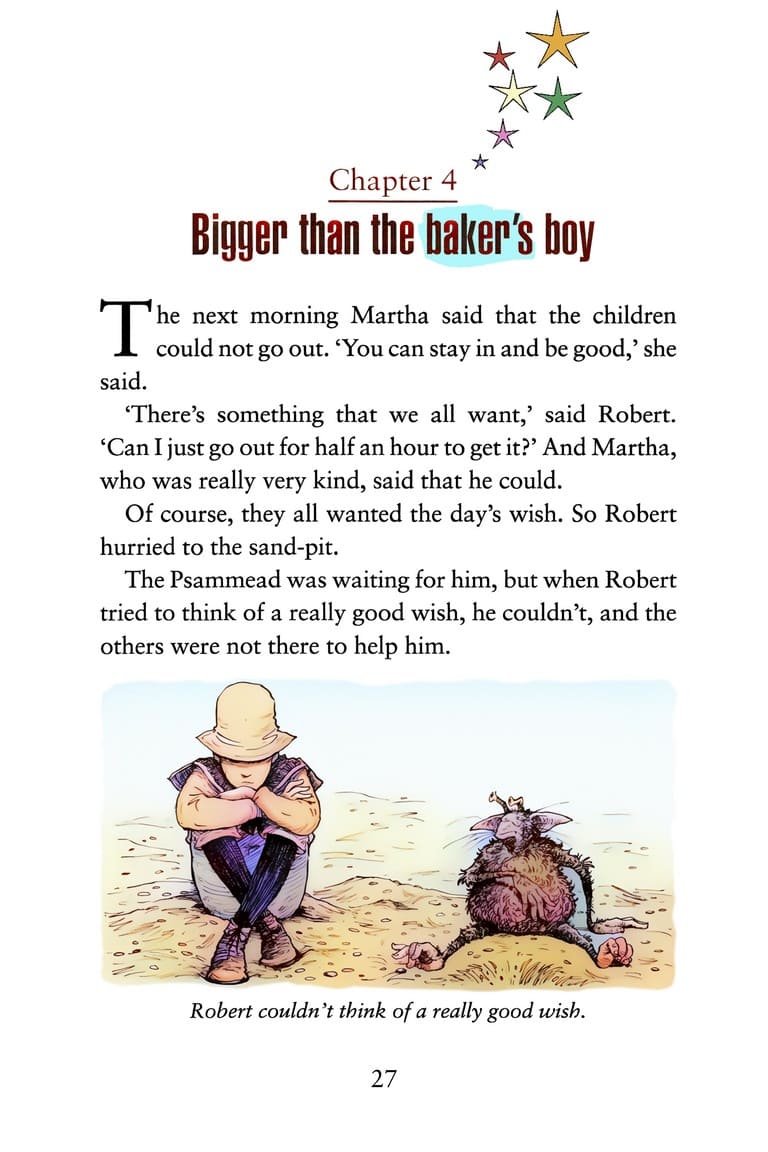 Chapter 4
Bigger than the baker's boy
The next morning Martha said that the children
could not go out. ‘You can stay in and be good,’ she
said.
‘There’s something that we all want,’ said Robert.
‘Can I just go out for half an hour to get it?’ And Martha,
who was really very kind, said that he could.
Of course, they all wanted the day’s wish. So Robert
hurried to the sand-pit.
The Psammead was waiting for him, but when Robert
tried to think of a really good wish, he couldn’t, and the
others were not there to help him.
Robert couldn’t think of a really good wish.
27